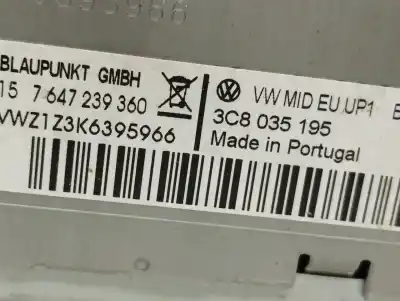 BLAUPUNKT GMBH
15 7 647 239 360
VWZ1Z3K6395966
VW MID EU,UP1
3C8 035 195
Made in Portugal